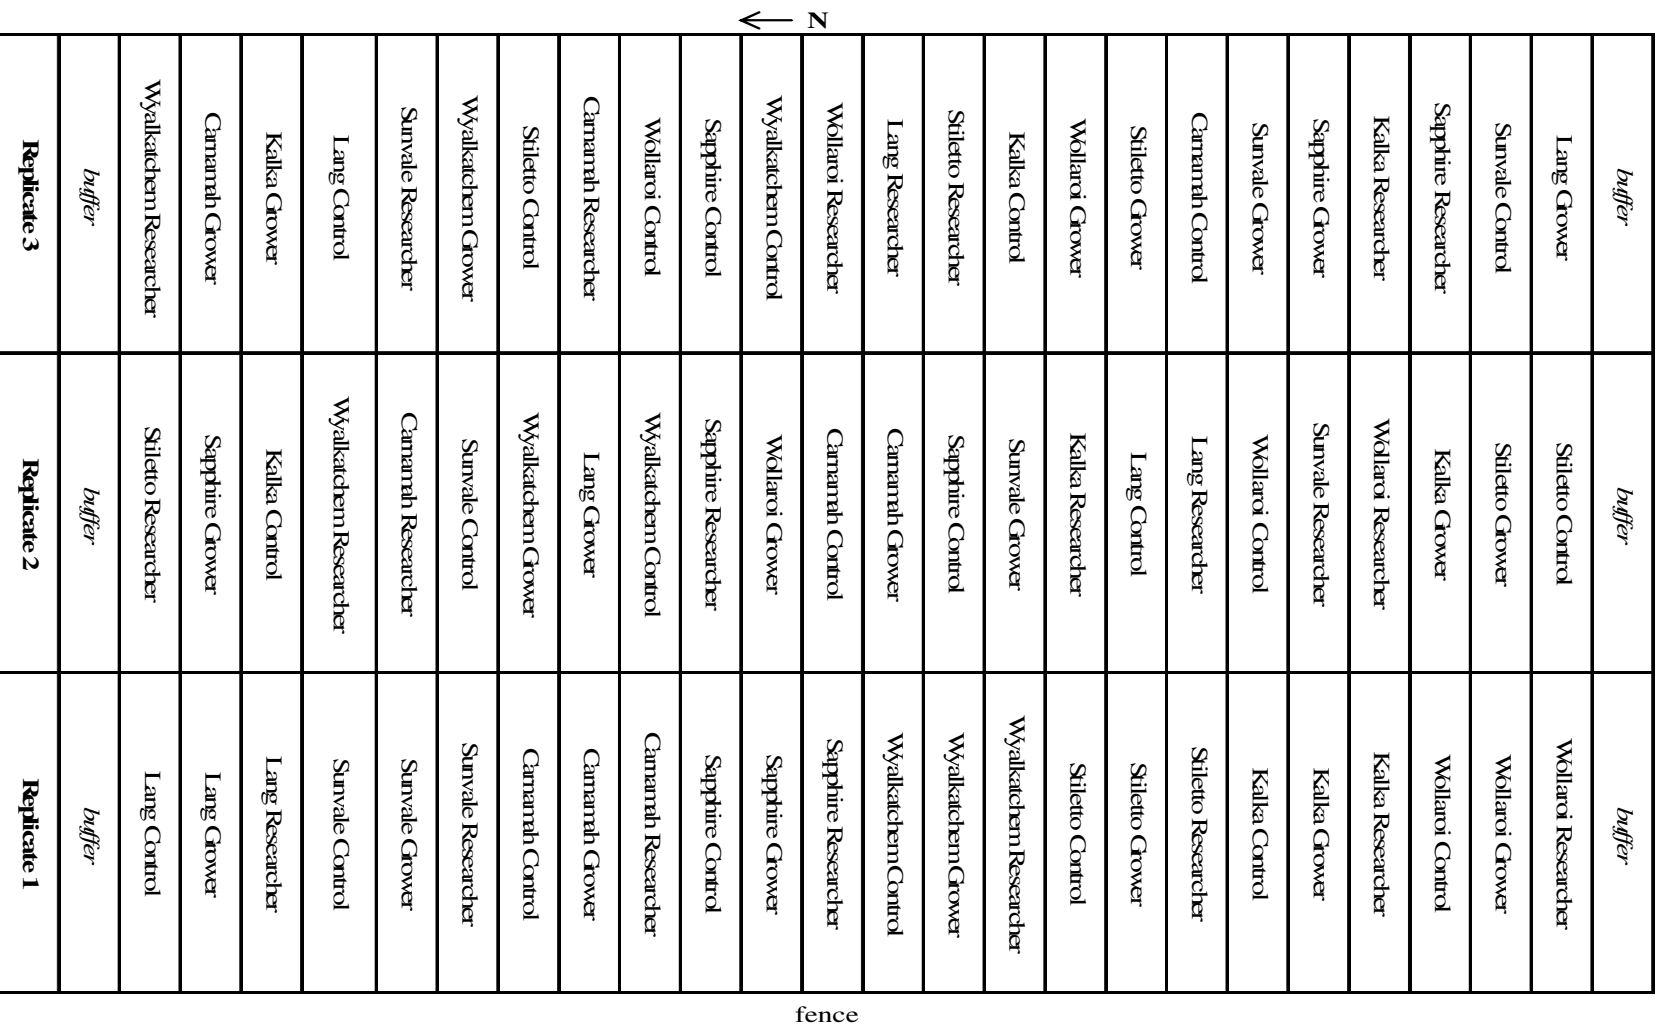 N
Replicate 3
buffer
Wyalkatchem Researcher
Carnamah Grower
Kalka Grower
Lang Control
Sunvale Researcher
Wyalkatchem Grower
Stiletto Control
Carnamah Researcher
Wollaroi Control
Sapphire Control
Wyalkatchem Control
Wollaroi Researcher
Lang Researcher
Stiletto Researcher
Kalka Control
Wollaroi Grower
Stiletto Grower
Carnamah Control
Sunvale Grower
Sapphire Grower
Kalka Researcher
Sapphire Researcher
Sunvale Control
Lang Grower
buffer
Replicate 2
buffer
Stiletto Researcher
Sapphire Grower
Kalka Control
Wyalkatchem Researcher
Carnamah Researcher
Sunvale Control
Wyalkatchem Grower
Lang Grower
Wyalkatchem Control
Sapphire Researcher
Wollaroi Grower
Carnamah Control
Carnamah Grower
Sapphire Control
Sunvale Grower
Kalka Researcher
Lang Control
Lang Researcher
Wollaroi Control
Sunvale Researcher
Wollaroi Researcher
Kalka Grower
Stiletto Grower
Stiletto Control
buffer
Replicate 1
buffer
Lang Control
Lang Grower
Lang Researcher
Sunvale Control
Sunvale Grower
Sunvale Researcher
Carnamah Control
Carnamah Grower
Carnamah Researcher
Sapphire Control
Sapphire Grower
Sapphire Researcher
Wyalkatchem Control
Wyalkatchem Grower
Wyalkatchem Researcher
Stiletto Control
Stiletto Grower
Stiletto Researcher
Kalka Control
Kalka Grower
Kalka Researcher
Wollaroi Control
Wollaroi Grower
Wollaroi Researcher
buffer
fence